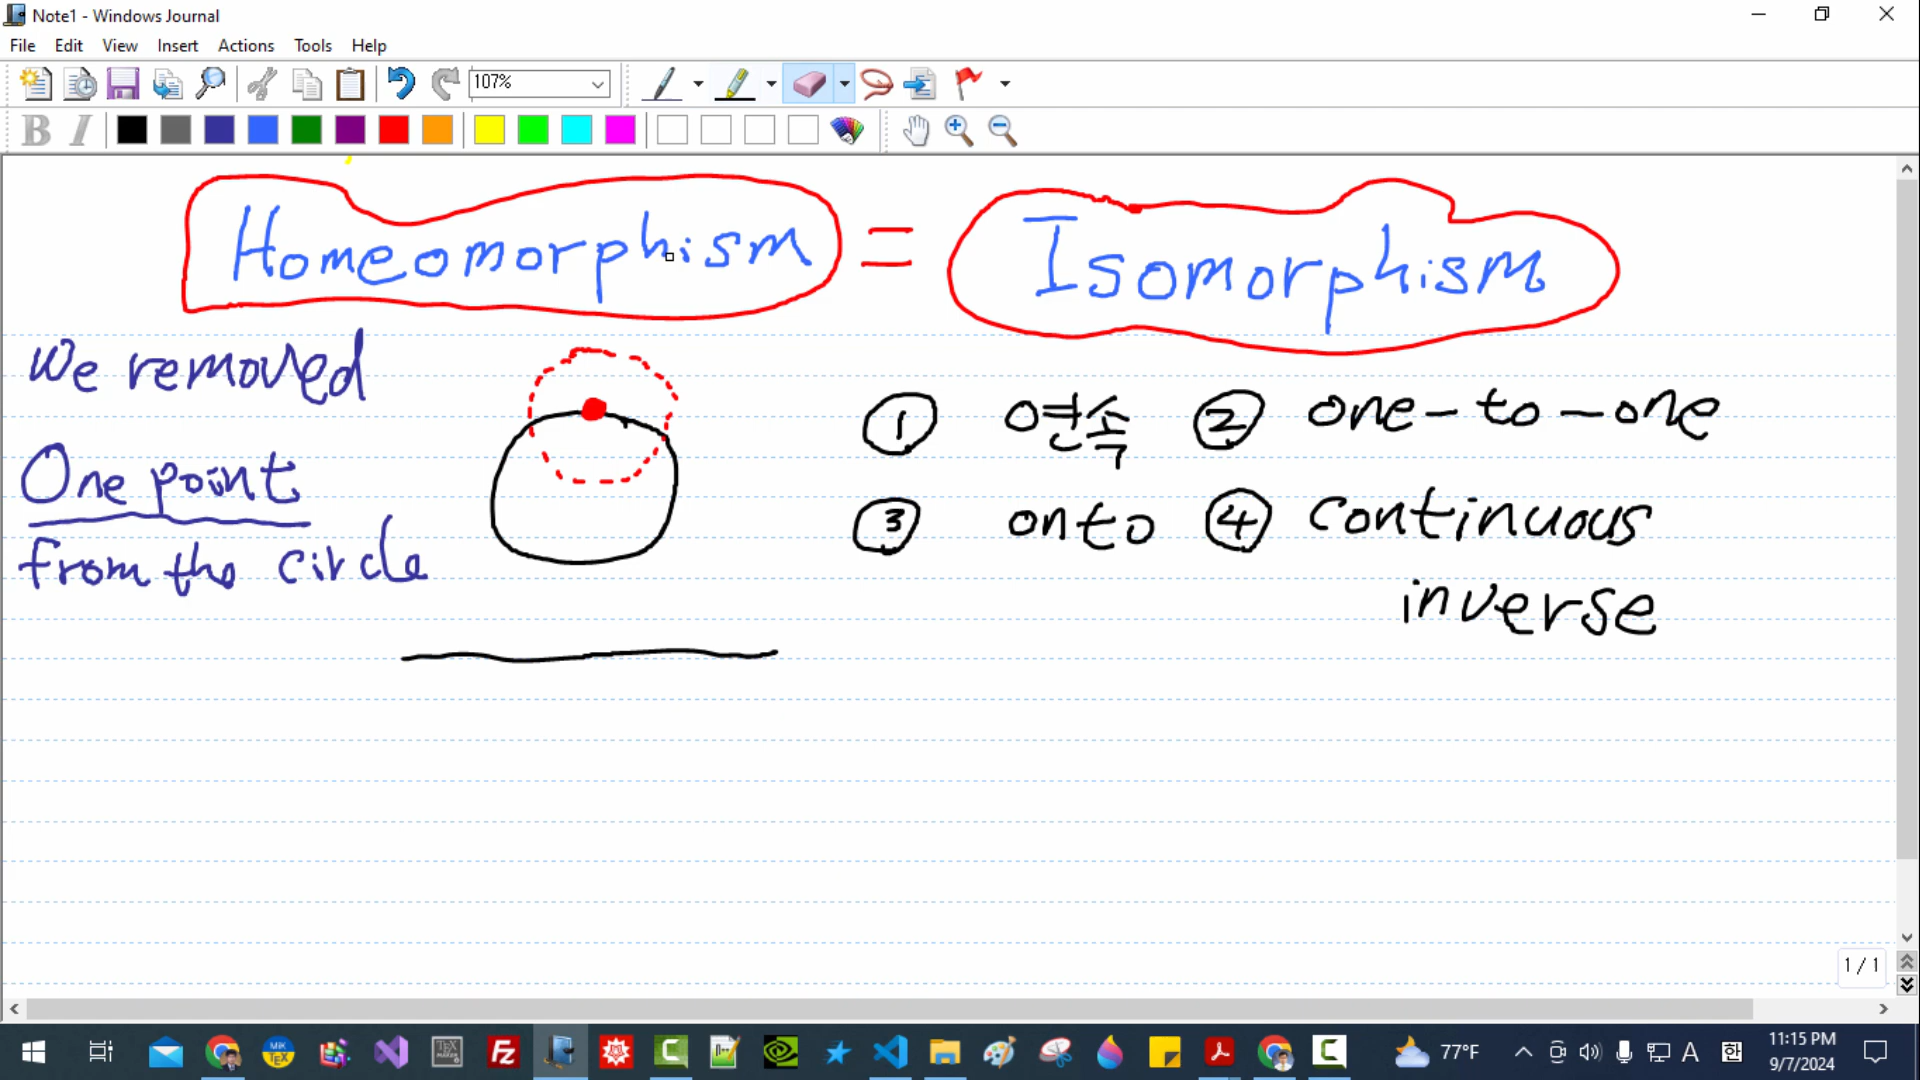 Note1 - Windows Journal
File Edit View Insert Actions Tools Help
107%
B I
Homeomorphism = Isomorphism
We removed
One point
from the circle
① 연속 ② one-to-one
③ onto ④ continuous
inverse
1 / 1
77°F
A 한
11:15 PM
9/7/2024